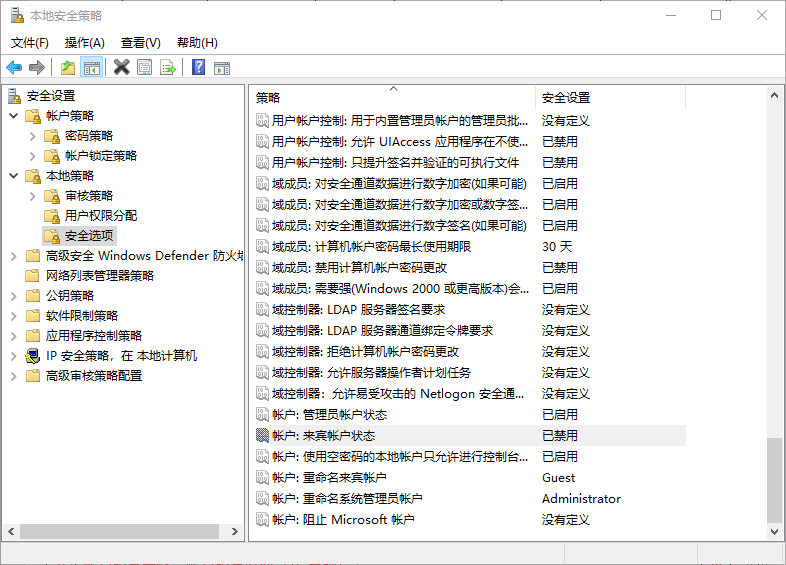 本地安全策略
文件(F) 操作(A) 查看(V) 帮助(H)
安全设置
帐户策略
密码策略
帐户锁定策略
本地策略
审核策略
用户权限分配
安全选项
高级安全 Windows Defender 防火墙
网络列表管理器策略
公钥策略
软件限制策略
应用程序控制策略
IP 安全策略，在 本地计算机
高级审核策略配置
策略 安全设置
用户帐户控制: 用于内置管理员帐户的管理员批... 没有定义
用户帐户控制: 允许 UIAccess 应用程序在不使... 已禁用
用户帐户控制: 只提升签名并验证的可执行文件 已禁用
域成员: 对安全通道数据进行数字加密(如果可能) 已启用
域成员: 对安全通道数据进行数字加密或数字签... 已启用
域成员: 对安全通道数据进行数字签名(如果可能) 已启用
域成员: 计算机帐户密码最长使用期限 30 天
域成员: 禁用计算机帐户密码更改 已禁用
域成员: 需要强(Windows 2000 或更高版本)会... 已启用
域控制器: LDAP 服务器签名要求 没有定义
域控制器: LDAP 服务器通道绑定令牌要求 没有定义
域控制器: 拒绝计算机帐户密码更改 没有定义
域控制器: 允许服务器操作者计划任务 没有定义
域控制器：允许易受攻击的 Netlogon 安全通... 没有定义
帐户: 管理员帐户状态 已启用
帐户: 来宾帐户状态 已禁用
帐户: 使用空密码的本地帐户只允许进行控制台... 已启用
帐户: 重命名来宾帐户 Guest
帐户: 重命名系统管理员帐户 Administrator
帐户: 阻止 Microsoft 帐户 没有定义